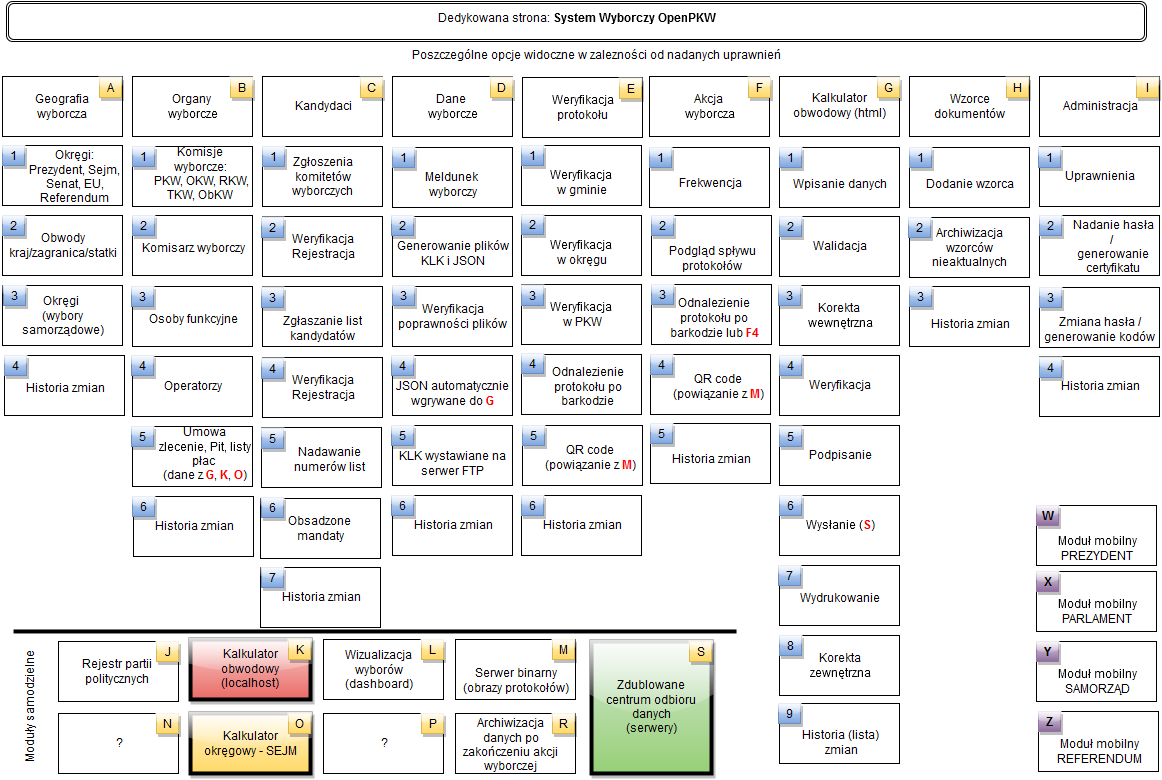 Dedykowana strona: System Wyborczy OpenPKW
Poszczególne opcje widoczne w zalezności od nadanych uprawnień
A
Geografia
wyborcza
1
Okręgi:
Prezydent, Sejm,
Senat, EU,
Referendum
2
Obwody
kraj/zagranica/statki
3
Okręgi
(wybory
samorządowe)
4
Historia zmian
B
Organy
wyborcze
1
Komisje
wyborcze:
PKW, OKW, RKW,
TKW, ObKW
2
Komisarz wyborczy
3
Osoby funkcyjne
4
Operatorzy
5
Umowa
zlecenie, Pit, listy
płac
(dane z G, K, O)
6
Historia zmian
C
Kandydaci
1
Zgłoszenia
komitetów
wyborczych
2
Weryfikacja
Rejestracja
3
Zgłaszanie list
kandydatów
4
Weryfikacja
Rejestracja
5
Nadawanie
numerów list
6
Obsadzone
mandaty
7
Historia zmian
D
Dane
wyborcze
1
Meldunek
wyborczy
2
Generowanie plików
KLK i JSON
3
Weryfikacja
poprawności plików
4
JSON automatycznie
wgrywane do G
5
KLK wystawiane na
serwer FTP
6
Historia zmian
E
Weryfikacja
protokołu
1
Weryfikacja
w gminie
2
Weryfikacja
w okręgu
3
Weryfikacja
w PKW
4
Odnalezienie
protokołu po
barkodzie
5
QR code
(powiązanie z M)
6
Historia zmian
F
Akcja
wyborcza
1
Frekwencja
2
Podgląd spływu
protokołów
3
Odnalezienie
protokołu po
barkodzie lub F4
4
QR code
(powiązanie z M)
5
Historia zmian
G
Kalkulator
obwodowy (html)
1
Wpisanie danych
2
Walidacja
3
Korekta
wewnętrzna
4
Weryfikacja
5
Podpisanie
6
Wysłanie (S)
7
Wydrukowanie
8
Korekta
zewnętrzna
9
Historia (lista)
zmian
H
Wzorce
dokumentów
1
Dodanie wzorca
2
Archiwizacja
wzorców
nieaktualnych
3
Historia zmian
I
Administracja
1
Uprawnienia
2
Nadanie hasła
/
generowanie
certyfikatu
3
Zmiana hasła /
generowanie kodów
4
Historia zmian
W
Moduł mobilny
PREZYDENT
X
Moduł mobilny
PARLAMENT
Y
Moduł mobilny
SAMORZĄD
Z
Moduł mobilny
REFERENDUM
Moduły samodzielne
J
Rejestr partii
politycznych
K
Kalkulator
obwodowy
(localhost)
L
Wizualizacja
wyborów
(dashboard)
M
Serwer binarny
(obrazy protokołów)
S
Zdublowane
centrum odbioru
danych
(serwery)
N
?
O
Kalkulator
okręgowy - SEJM
P
?
R
Archiwizacja
danych po
zakończeniu akcji
wyborczej